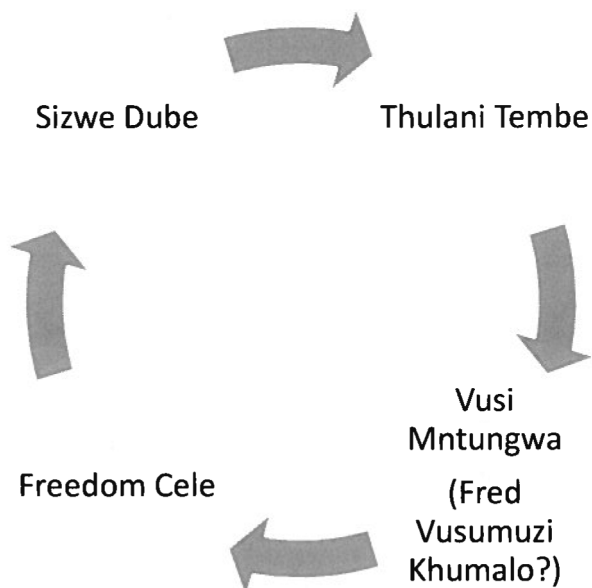 Sizwe Dube
Thulani Tembe
Vusi
Mntungwa
(Fred
Vusumuzi
Khumalo?)
Freedom Cele